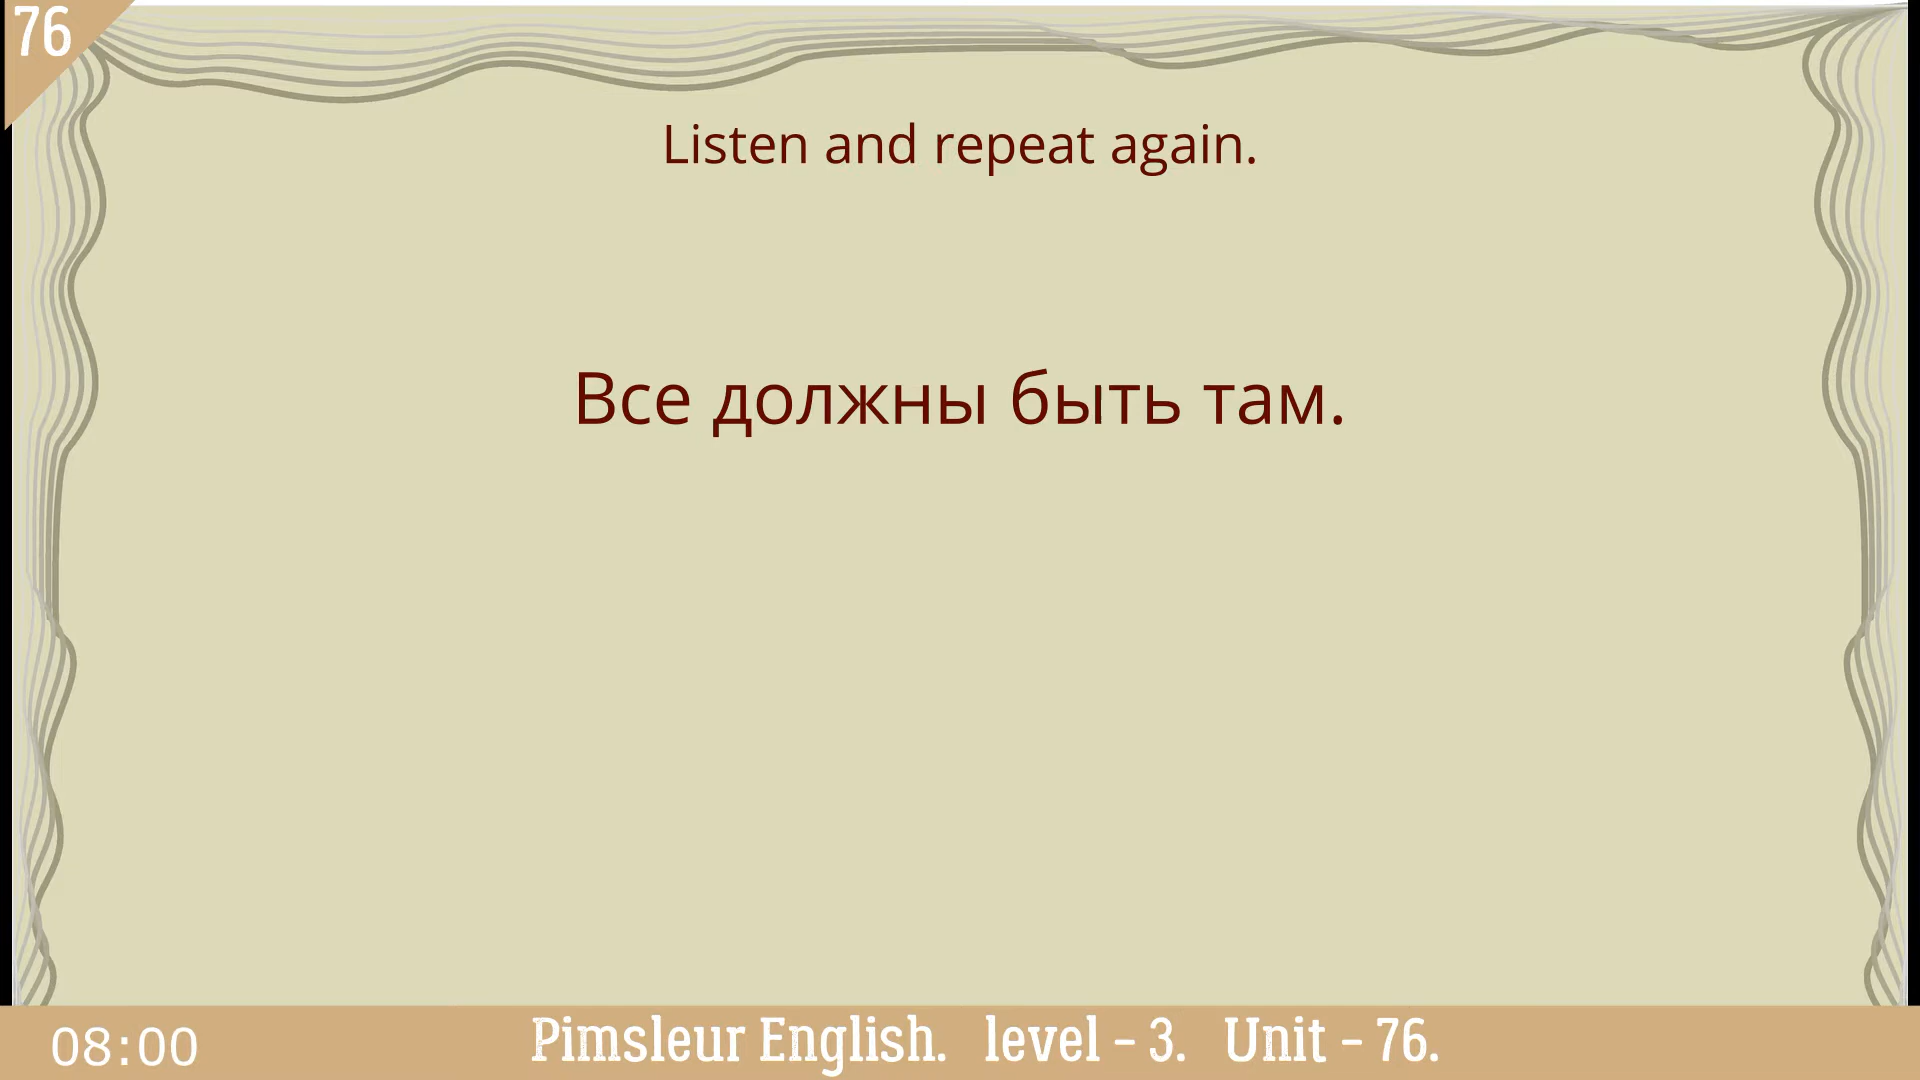 76
Listen and repeat again.
Все должны быть там.
08:00
Pimsleur English. level - 3. Unit - 76.